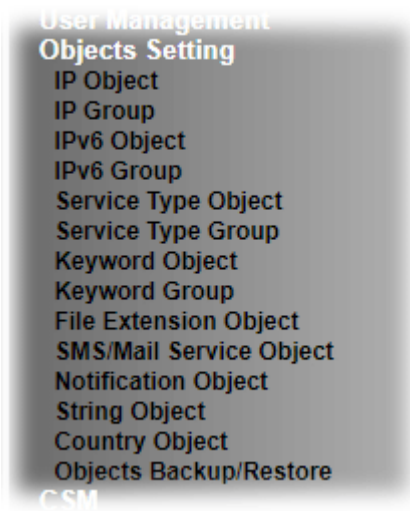 User Management
Objects Setting
IP Object
IP Group
IPv6 Object
IPv6 Group
Service Type Object
Service Type Group
Keyword Object
Keyword Group
File Extension Object
SMS/Mail Service Object
Notification Object
String Object
Country Object
Objects Backup/Restore
CSM